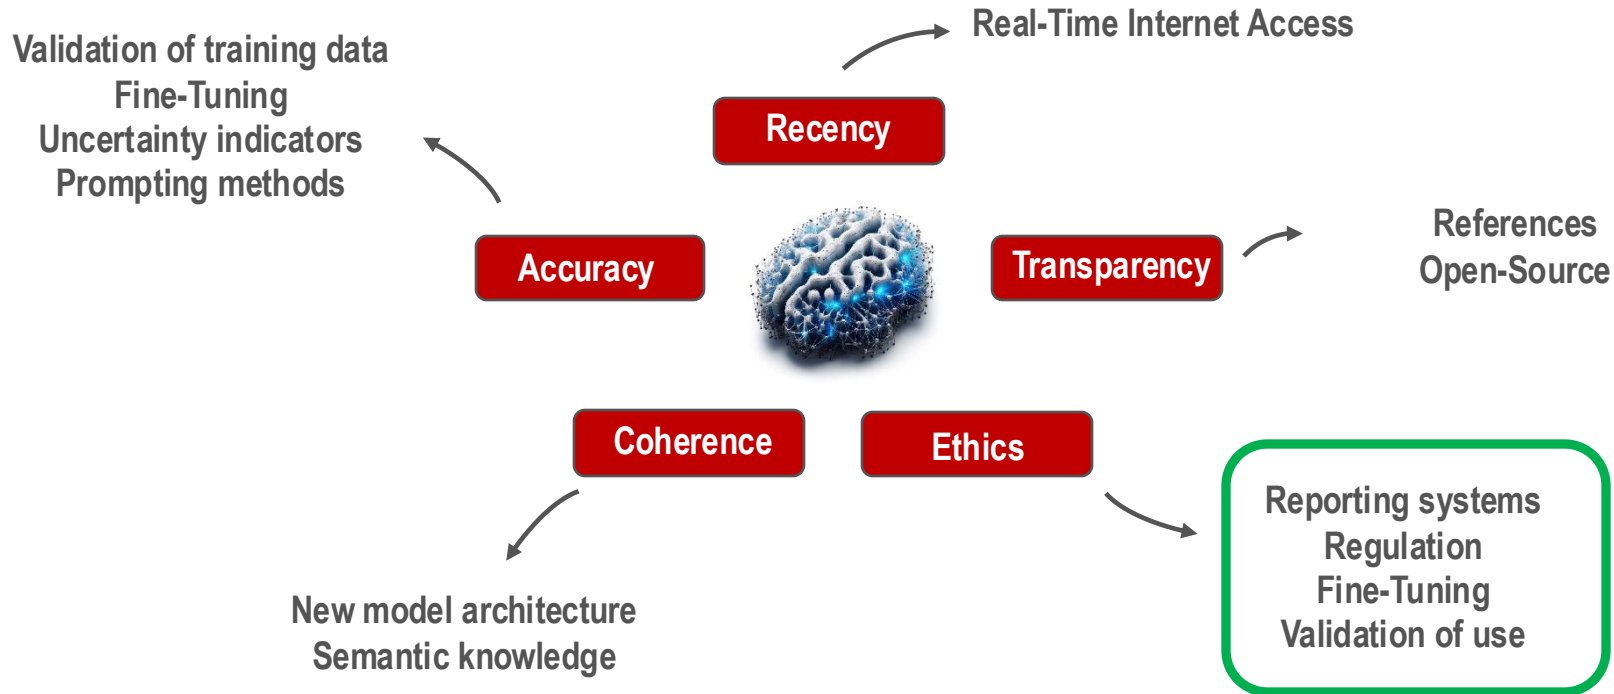 Real-Time Internet Access
Validation of training data
Fine-Tuning
Uncertainty indicators
Prompting methods
Recency
References
Open-Source
Accuracy
Transparency
Coherence
Ethics
Reporting systems
Regulation
Fine-Tuning
Validation of use
New model architecture
Semantic knowledge